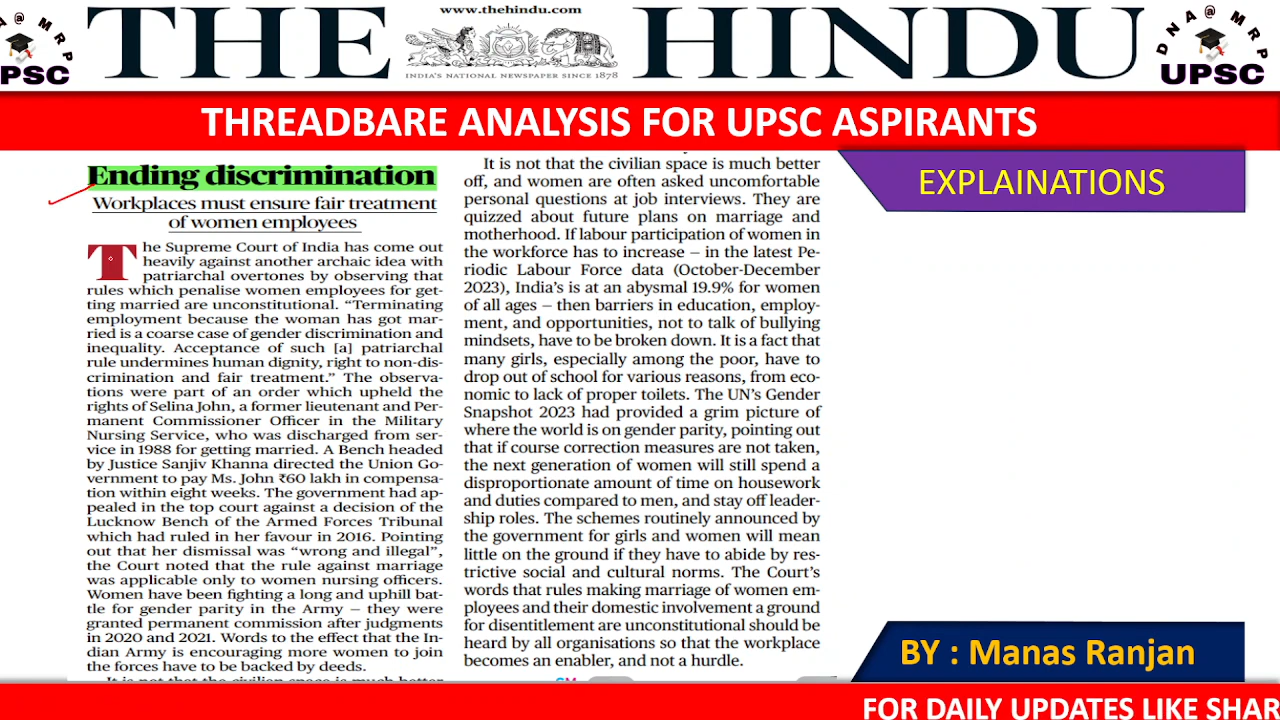 www.thehindu.com
THE HINDU
INDIA'S NATIONAL NEWSPAPER SINCE 1878
DNA@MRP
PSC
DNA@MRP
UPSC
THREADBARE ANALYSIS FOR UPSC ASPIRANTS
EXPLAINATIONS
Ending discrimination
Workplaces must ensure fair treatment
of women employees
The Supreme Court of India has come out
heavily against another archaic idea with
patriarchal overtones by observing that
rules which penalise women employees for get-
ting married are unconstitutional. “Terminating
employment because the woman has got mar-
ried is a coarse case of gender discrimination and
inequality. Acceptance of such [a] patriarchal
rule undermines human dignity, right to non-dis-
crimination and fair treatment.” The observa-
tions were part of an order which upheld the
rights of Selina John, a former lieutenant and Per-
manent Commissioner Officer in the Military
Nursing Service, who was discharged from ser-
vice in 1988 for getting married. A Bench headed
by Justice Sanjiv Khanna directed the Union Go-
vernment to pay Ms. John ₹60 lakh in compensa-
tion within eight weeks. The government had ap-
pealed in the top court against a decision of the
Lucknow Bench of the Armed Forces Tribunal
which had ruled in her favour in 2016. Pointing
out that her dismissal was “wrong and illegal”,
the Court noted that the rule against marriage
was applicable only to women nursing officers.
Women have been fighting a long and uphill bat-
tle for gender parity in the Army – they were
granted permanent commission after judgments
in 2020 and 2021. Words to the effect that the In-
dian Army is encouraging more women to join
the forces have to be backed by deeds.
It is not that the civilian space is much better
It is not that the civilian space is much better
off, and women are often asked uncomfortable
personal questions at job interviews. They are
quizzed about future plans on marriage and
motherhood. If labour participation of women in
the workforce has to increase – in the latest Pe-
riodic Labour Force data (October-December
2023), India’s is at an abysmal 19.9% for women
of all ages – then barriers in education, employ-
ment, and opportunities, not to talk of bullying
mindsets, have to be broken down. It is a fact that
many girls, especially among the poor, have to
drop out of school for various reasons, from eco-
nomic to lack of proper toilets. The UN’s Gender
Snapshot 2023 had provided a grim picture of
where the world is on gender parity, pointing out
that if course correction measures are not taken,
the next generation of women will still spend a
disproportionate amount of time on housework
and duties compared to men, and stay off leader-
ship roles. The schemes routinely announced by
the government for girls and women will mean
little on the ground if they have to abide by res-
trictive social and cultural norms. The Court’s
words that rules making marriage of women em-
ployees and their domestic involvement a ground
for disentitlement are unconstitutional should be
heard by all organisations so that the workplace
becomes an enabler, and not a hurdle.
BY : Manas Ranjan
FOR DAILY UPDATES LIKE SHAR